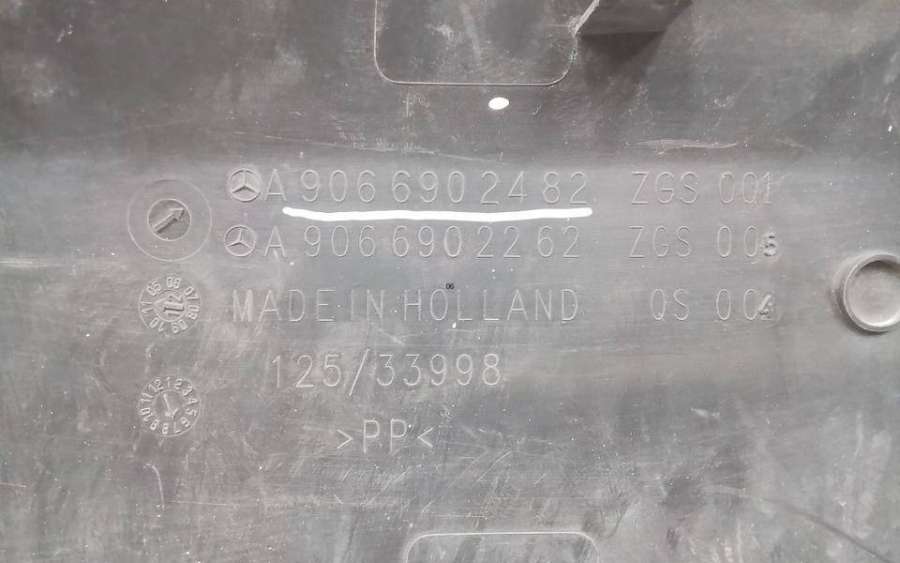 A 906 690 24 82 ZGS 001
A 906 690 22 62 ZGS 005
06
MADE IN HOLLAND QS 004
125/33998
>PP<